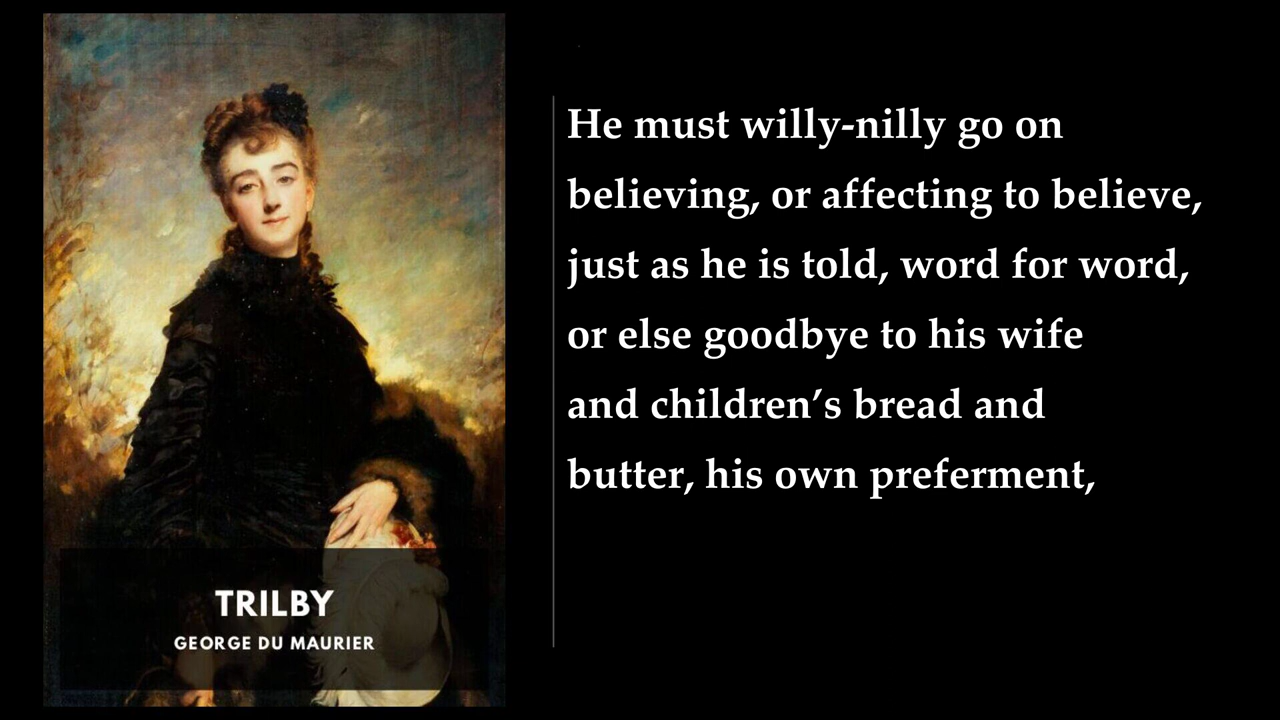 TRILBY
GEORGE DU MAURIER
He must willy-nilly go on
believing, or affecting to believe,
just as he is told, word for word,
or else goodbye to his wife
and children’s bread and
butter, his own preferment,